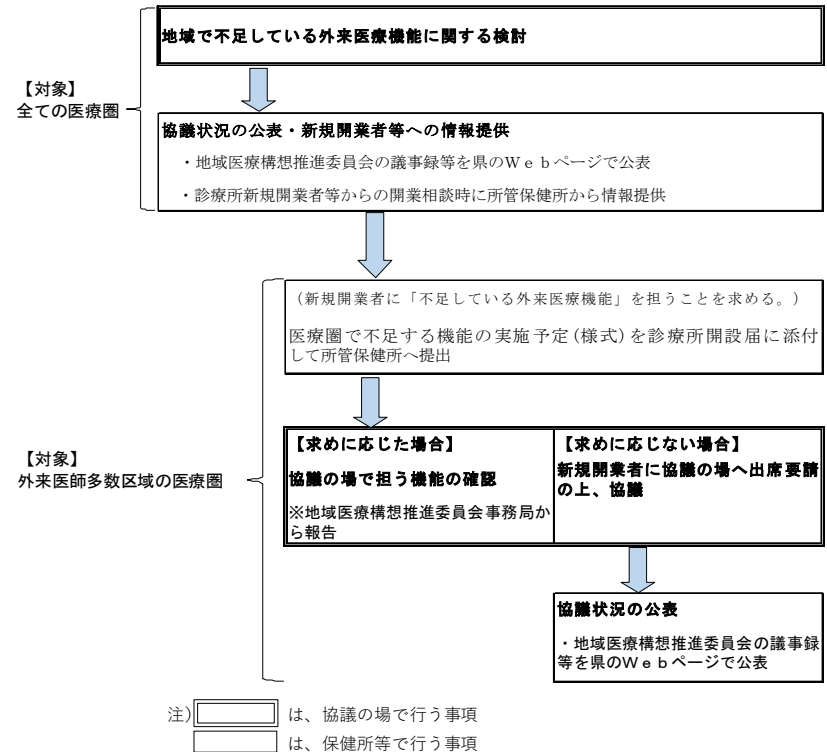 地域で不足している外来医療機能に関する検討
【対象】
全ての医療圏
協議状況の公表・新規開業者等への情報提供
・地域医療構想推進委員会の議事録等を県のＷｅｂページで公表
・診療所新規開業者等からの開業相談時に所管保健所から情報提供
（新規開業者に「不足している外来医療機能」を担うことを求める。）
医療圏で不足する機能の実施予定(様式)を診療所開設届に添付
して所管保健所へ提出
【対象】
外来医師多数区域の医療圏
【求めに応じた場合】
協議の場で担う機能の確認
※地域医療構想推進委員会事務局か
ら報告
【求めに応じない場合】
新規開業者に協議の場へ出席要請
の上、協議
協議状況の公表
・地域医療構想推進委員会の議事録
等を県のＷｅｂページで公表
注) は、協議の場で行う事項
は、保健所等で行う事項